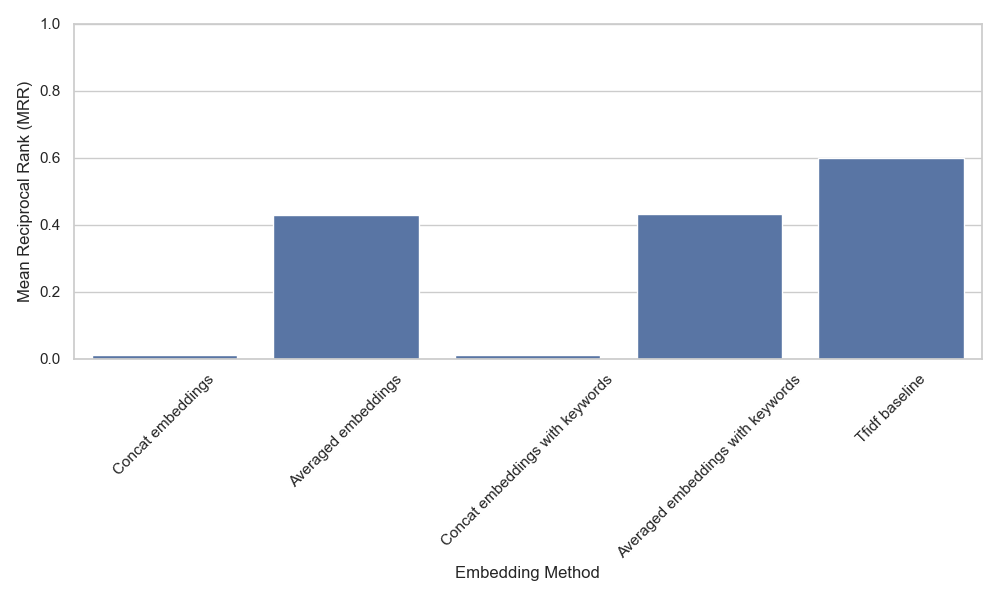 Mean Reciprocal Rank (MRR)
1.0
0.8
0.6
0.4
0.2
0.0
Concat embeddings
Averaged embeddings
Concat embeddings with keywords
Averaged embeddings with keywords
Tfidf baseline
Embedding Method